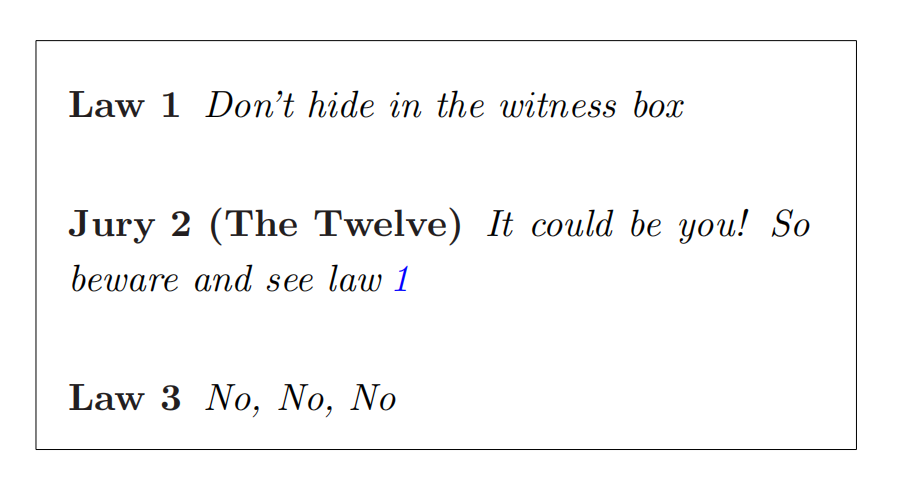 Law 1 Don't hide in the witness box
Jury 2 (The Twelve) It could be you! So
beware and see law 1
Law 3 No, No, No